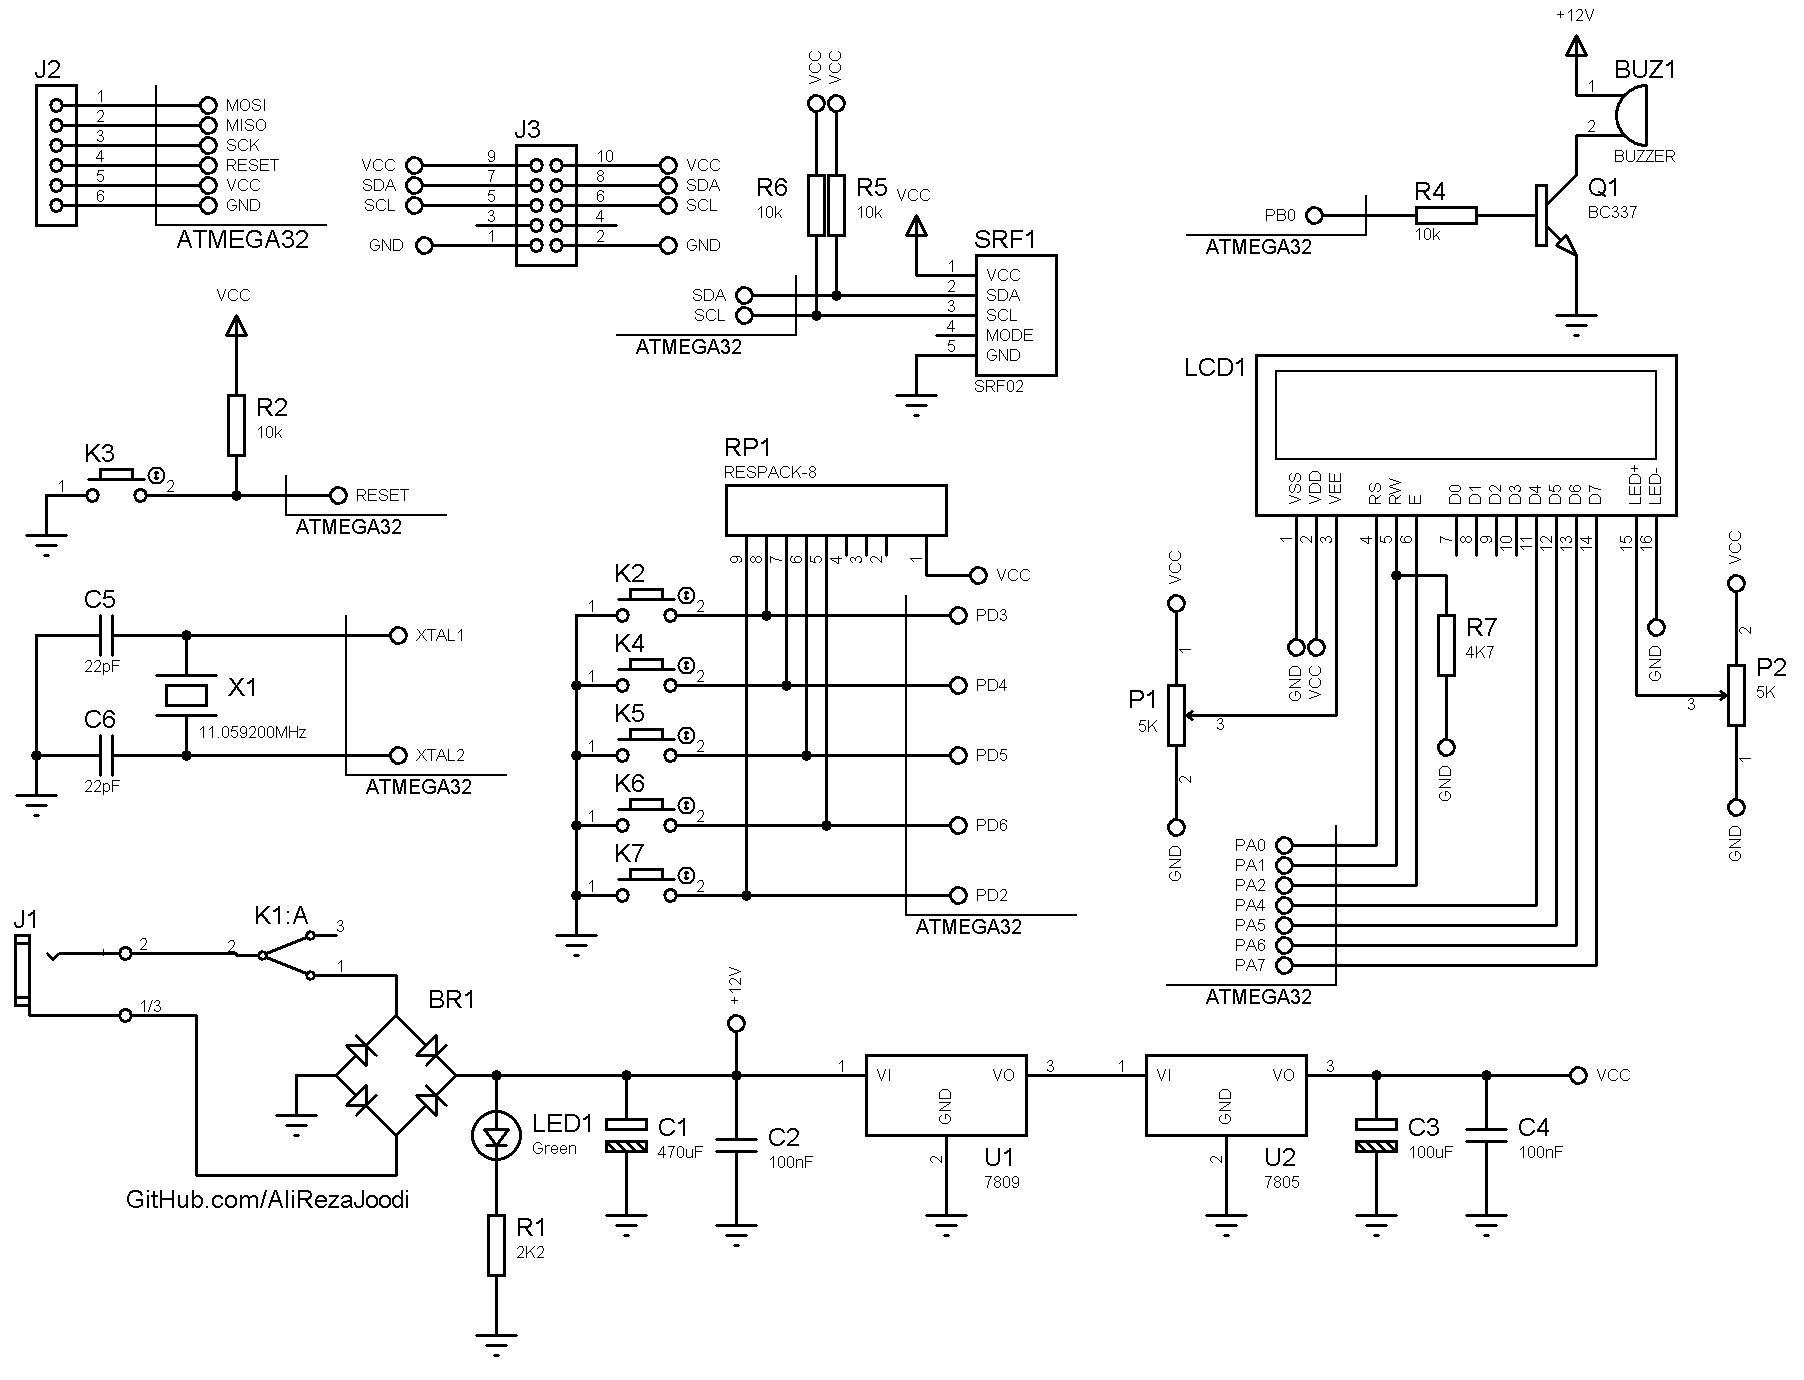 J2
1 MOSI
2 MISO
3 SCK
4 RESET
5 VCC
6 GND
ATMEGA32
J3
VCC 9 10 VCC
SDA 7 8 SDA
SCL 5 6 SCL
3 4
GND 1 2 GND
VCC VCC
R6 10k
R5 10k
VCC
SRF1
1 VCC
SDA 2 SDA
SCL 3 SCL
4 MODE
5 GND
ATMEGA32
SRF02
+12V
BUZ1
1
2
BUZZER
Q1
BC337
R4
10k
PB0
ATMEGA32
VCC
R2
10k
K3
1 2 RESET
ATMEGA32
C5
22pF
XTAL1
X1
11.059200MHz
C6
22pF
XTAL2
ATMEGA32
RP1
RESPACK-8
9 8 7 6 5 4 3 2 1
VCC
K2
1 2 PD3
K4
1 2 PD4
K5
1 2 PD5
K6
1 2 PD6
K7
1 2 PD2
ATMEGA32
LCD1
VSS VDD VEE RS RW E D0 D1 D2 D3 D4 D5 D6 D7 LED+ LED-
1 2 3 4 5 6 7 8 9 10 11 12 13 14 15 16
VCC
1
P1
5K
3
2
GND
GND
VCC
R7
4K7
GND
GND
VCC
2
P2
5K
3
1
GND
PA0
PA1
PA2
PA4
PA5
PA6
PA7
ATMEGA32
J1
+ 2
1/3
K1:A
2 3
1
BR1
GitHub.com/AliRezaJoodi
LED1
Green
R1
2K2
C1
470uF
+12V
C2
100nF
1 VI VO 3
GND
2
U1
7809
1 VI VO 3
GND
2
U2
7805
C3
100uF
C4
100nF
VCC